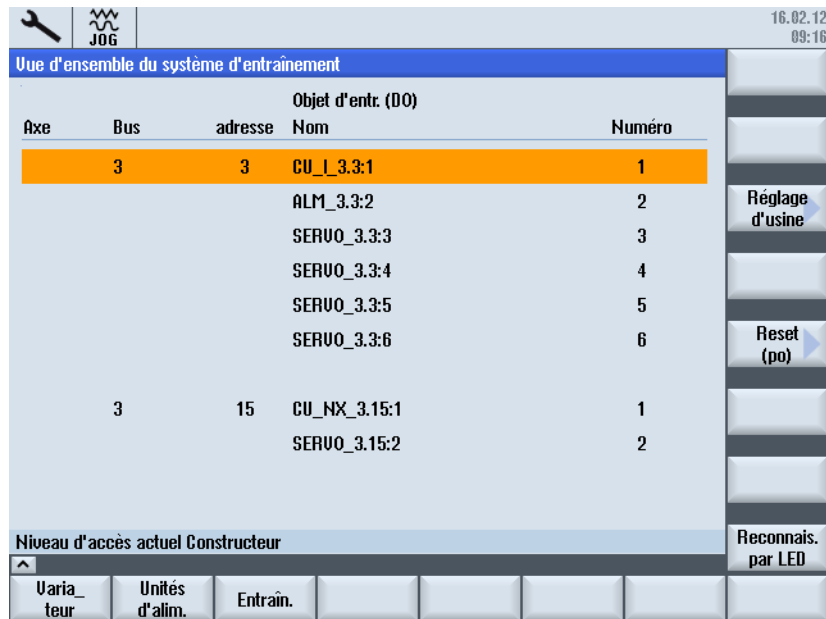 JOG
16.02.12
09:16
Vue d'ensemble du système d'entraînement
Objet d'entr. (DO)
Axe Bus adresse Nom Numéro
3 3 CU_I_3.3:1 1
ALM_3.3:2 2
SERVO_3.3:3 3
SERVO_3.3:4 4
SERVO_3.3:5 5
SERVO_3.3:6 6
3 15 CU_NX_3.15:1 1
SERVO_3.15:2 2
Niveau d'accès actuel Constructeur
Réglage
d'usine
Reset
(po)
Reconnais.
par LED
Varia_
teur
Unités
d'alim.
Entraîn.